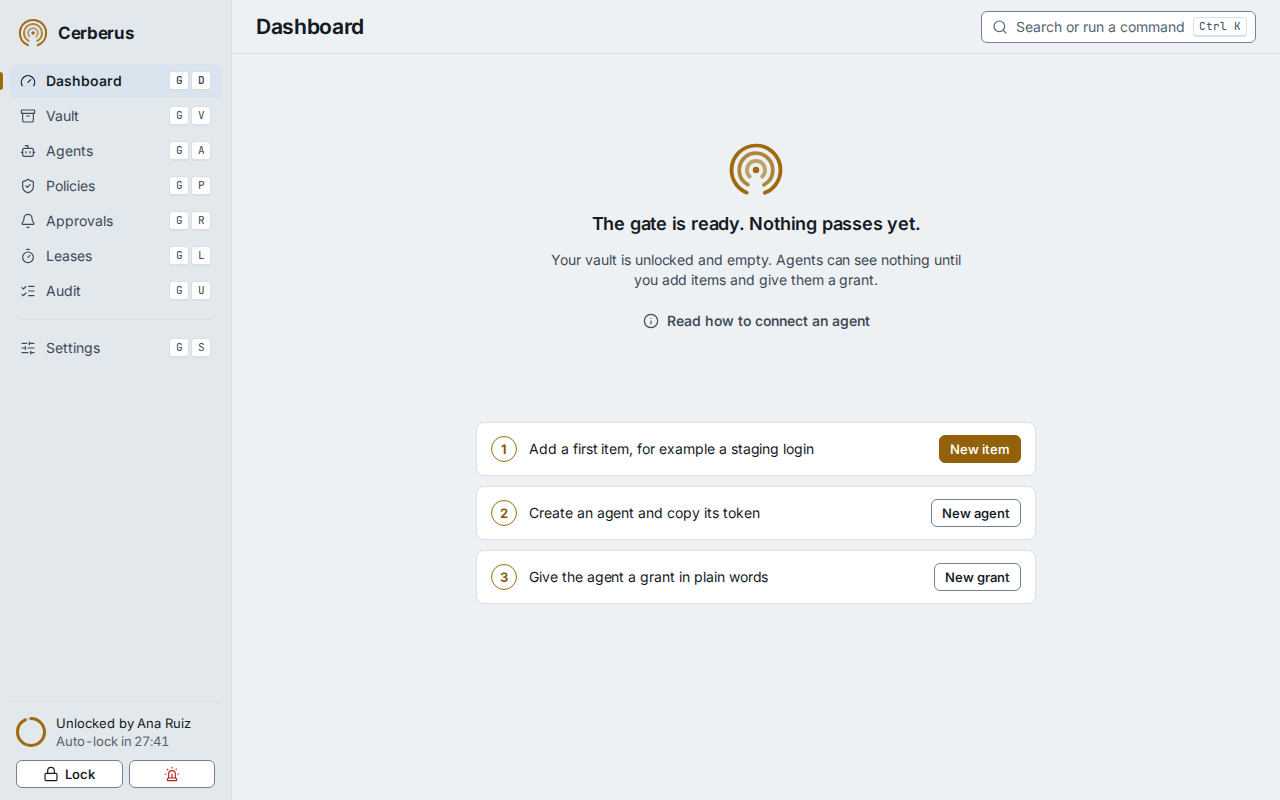 Cerberus
Dashboard G D
Vault G V
Agents G A
Policies G P
Approvals G R
Leases G L
Audit G U
Settings G S
Unlocked by Ana Ruiz
Auto-lock in 27:41
Lock
Dashboard
Search or run a command Ctrl K
The gate is ready. Nothing passes yet.
Your vault is unlocked and empty. Agents can see nothing until
you add items and give them a grant.
Read how to connect an agent
1 Add a first item, for example a staging login New item
2 Create an agent and copy its token New agent
3 Give the agent a grant in plain words New grant